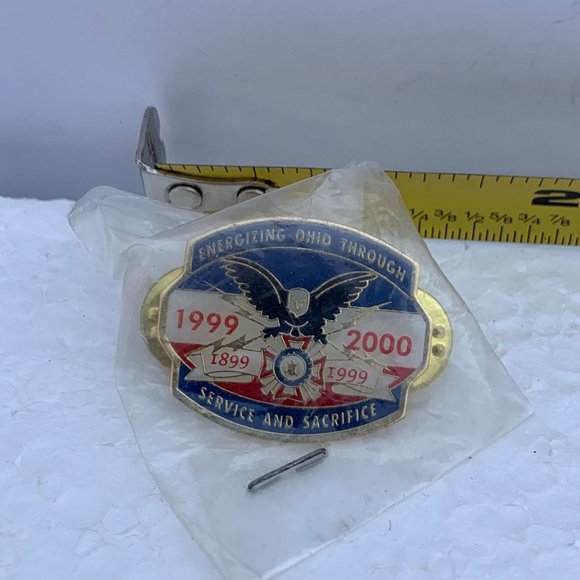 ENERGIZING OHIO THROUGH
1999 2000
1899 1999
SERVICE AND SACRIFICE
2
1/4 3/8 1/2 5/8 3/4 7/8